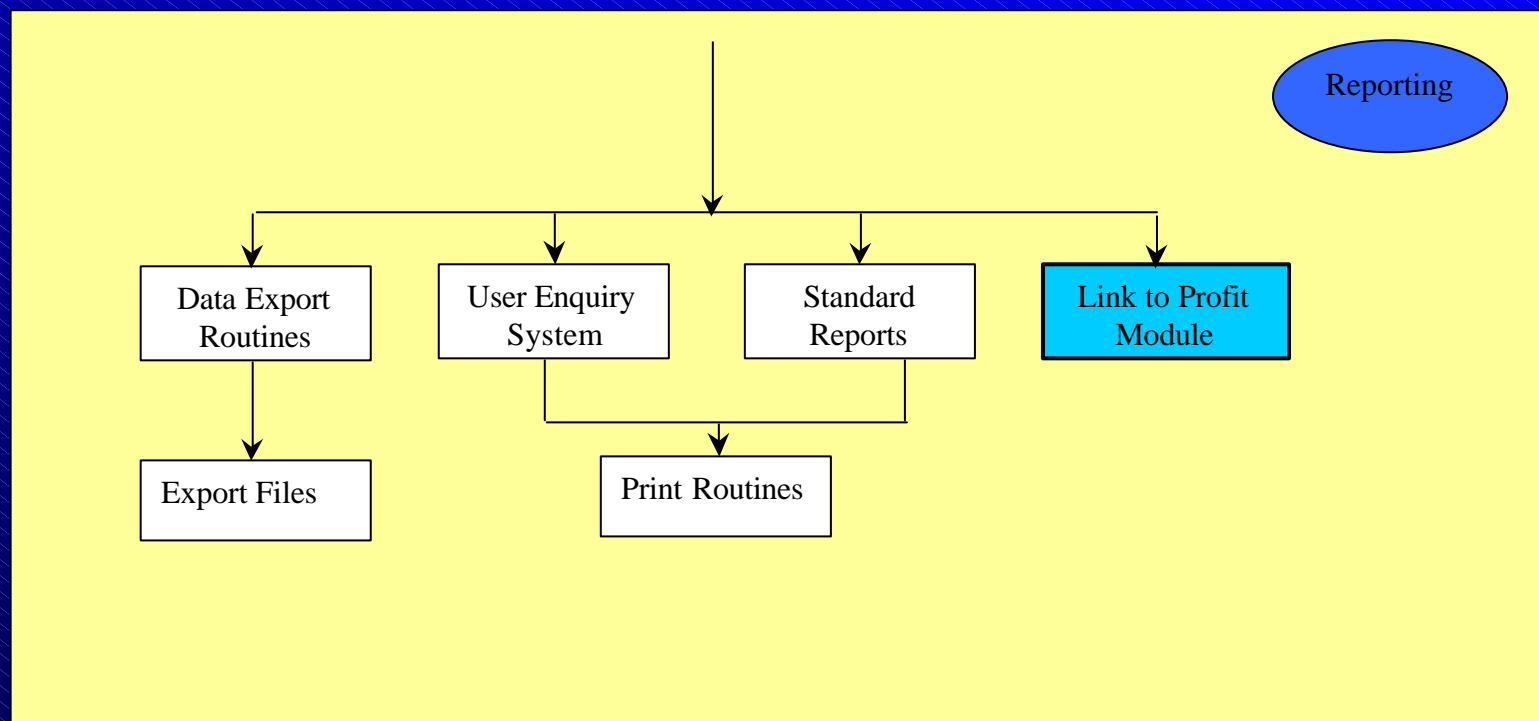 Reporting
Data Export
Routines
User Enquiry
System
Standard
Reports
Link to Profit
Module
Export Files
Print Routines